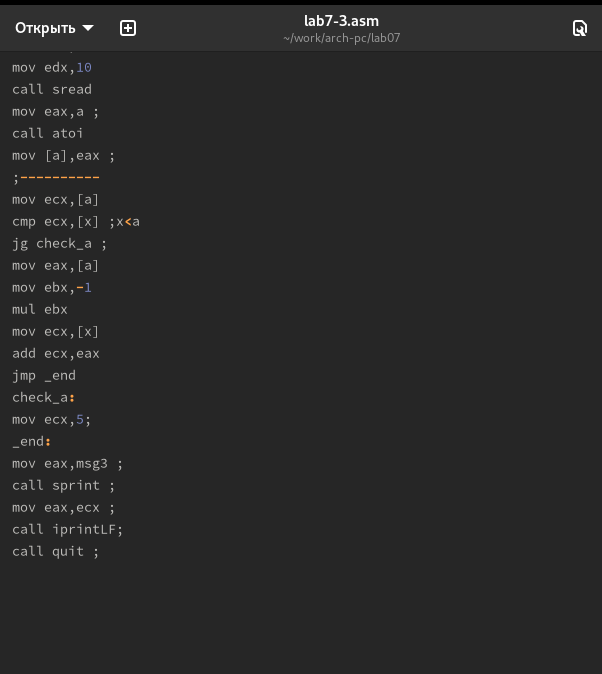 Открыть
lab7-3.asm
~/work/arch-pc/lab07
mov edx,10
call sread
mov eax,a ;
call atoi
mov [a],eax ;
;----------
mov ecx,[a]
cmp ecx,[x] ;x<a
jg check_a ;
mov eax,[a]
mov ebx,-1
mul ebx
mov ecx,[x]
add ecx,eax
jmp _end
check_a:
mov ecx,5;
_end:
mov eax,msg3 ;
call sprint ;
mov eax,ecx ;
call iprintLF;
call quit ;